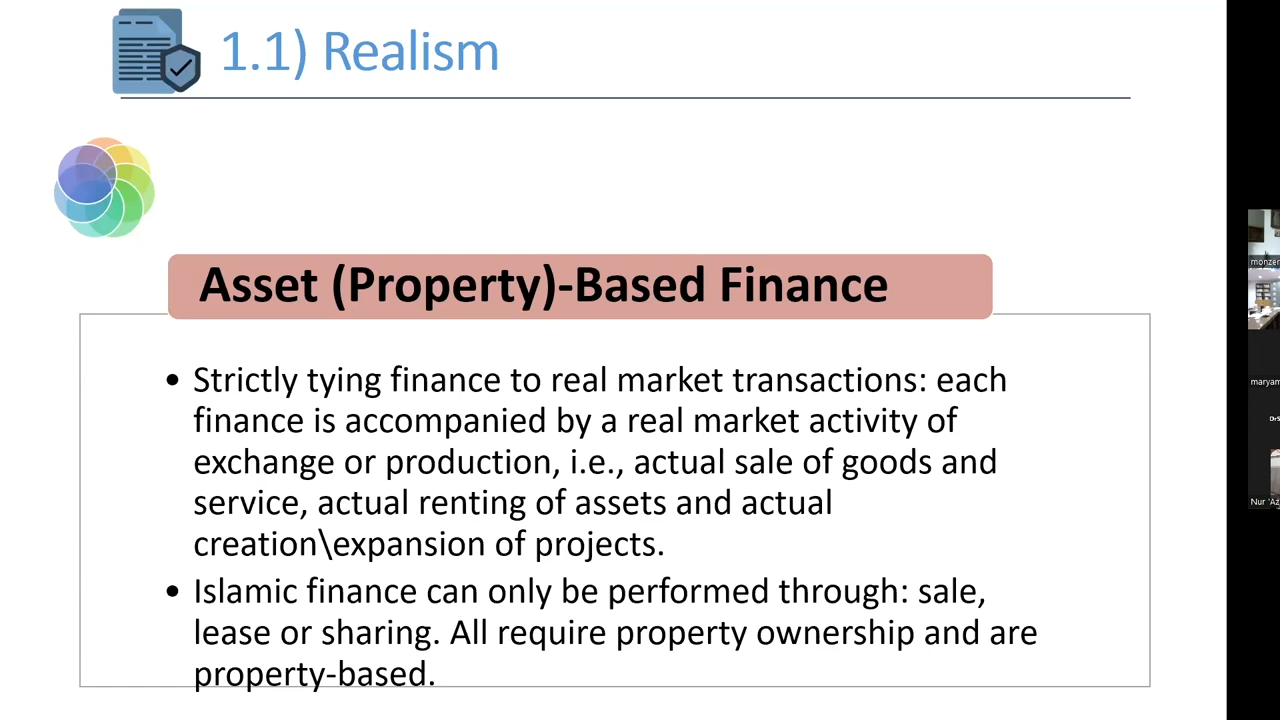 1.1) Realism
Asset (Property)-Based Finance
• Strictly tying finance to real market transactions: each
finance is accompanied by a real market activity of
exchange or production, i.e., actual sale of goods and
service, actual renting of assets and actual
creation\expansion of projects.
• Islamic finance can only be performed through: sale,
lease or sharing. All require property ownership and are
property-based.
monzer
maryam
Nur 'Az